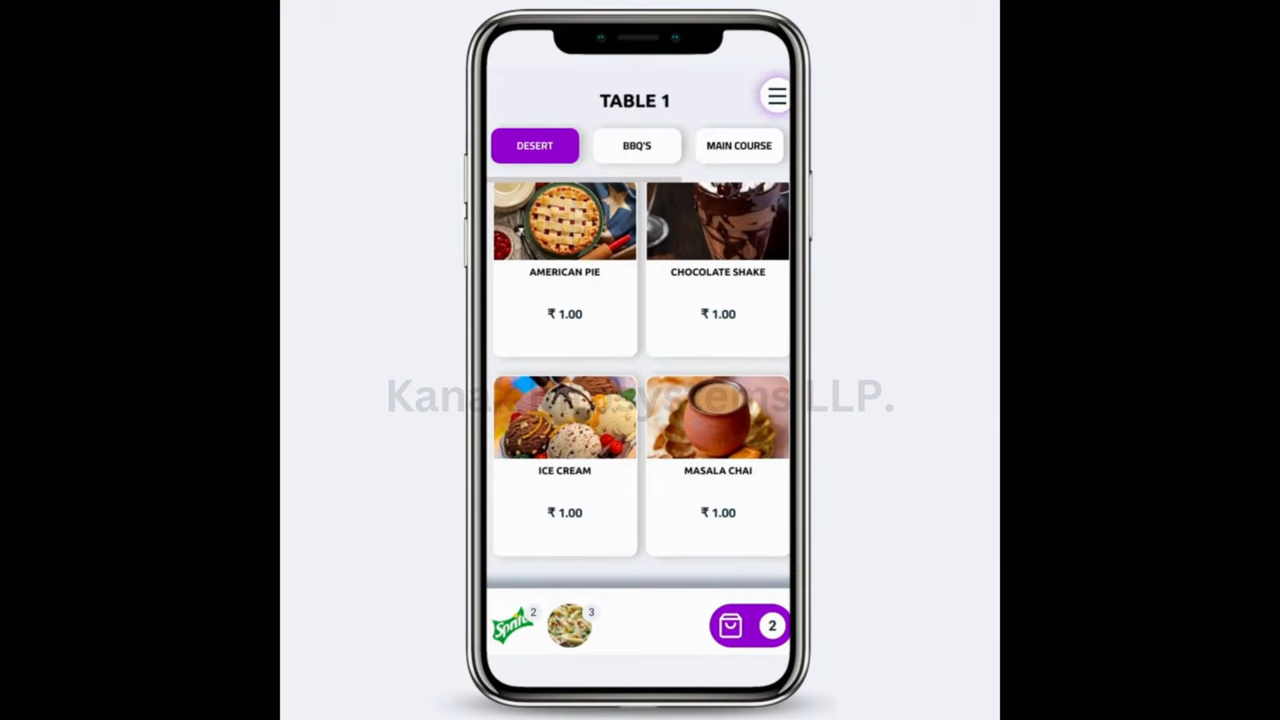 TABLE 1
DESERT
BBQ'S
MAIN COURSE
AMERICAN PIE
CHOCOLATE SHAKE
₹ 1.00
₹ 1.00
LLP.
ICE CREAM
MASALA CHAI
₹ 1.00
₹ 1.00
Sprite
2
3
2